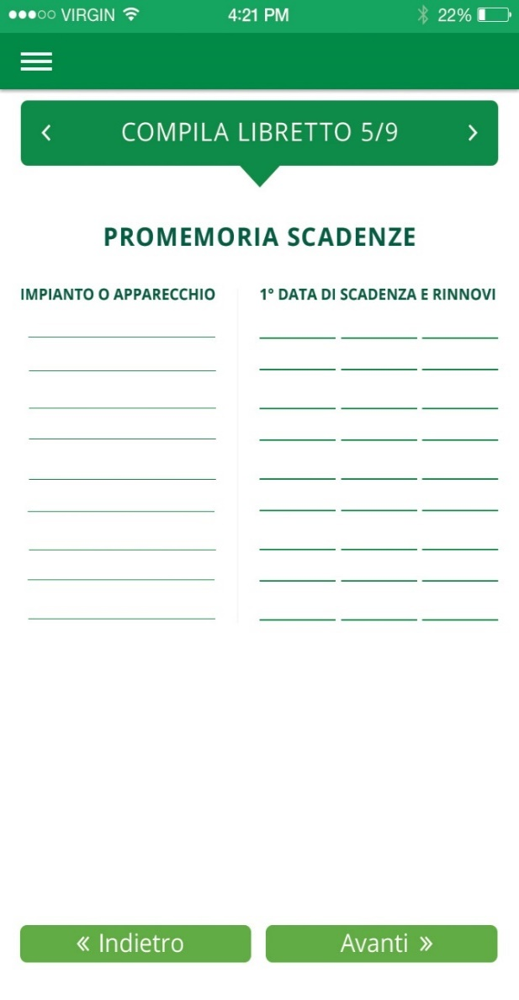 VIRGIN 4:21 PM 22%
COMPILA LIBRETTO 5/9
PROMEMORIA SCADENZE
IMPIANTO O APPARECCHIO 1° DATA DI SCADENZA E RINNOVI
« Indietro Avanti »